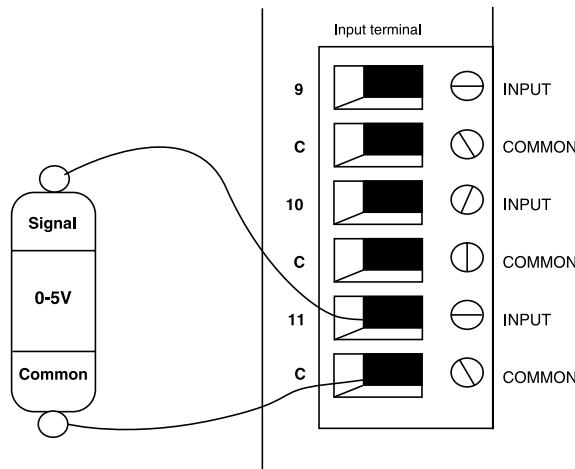 Input terminal
9 INPUT
C COMMON
10 INPUT
Signal
C COMMON
0-5V
11 INPUT
Common
C COMMON